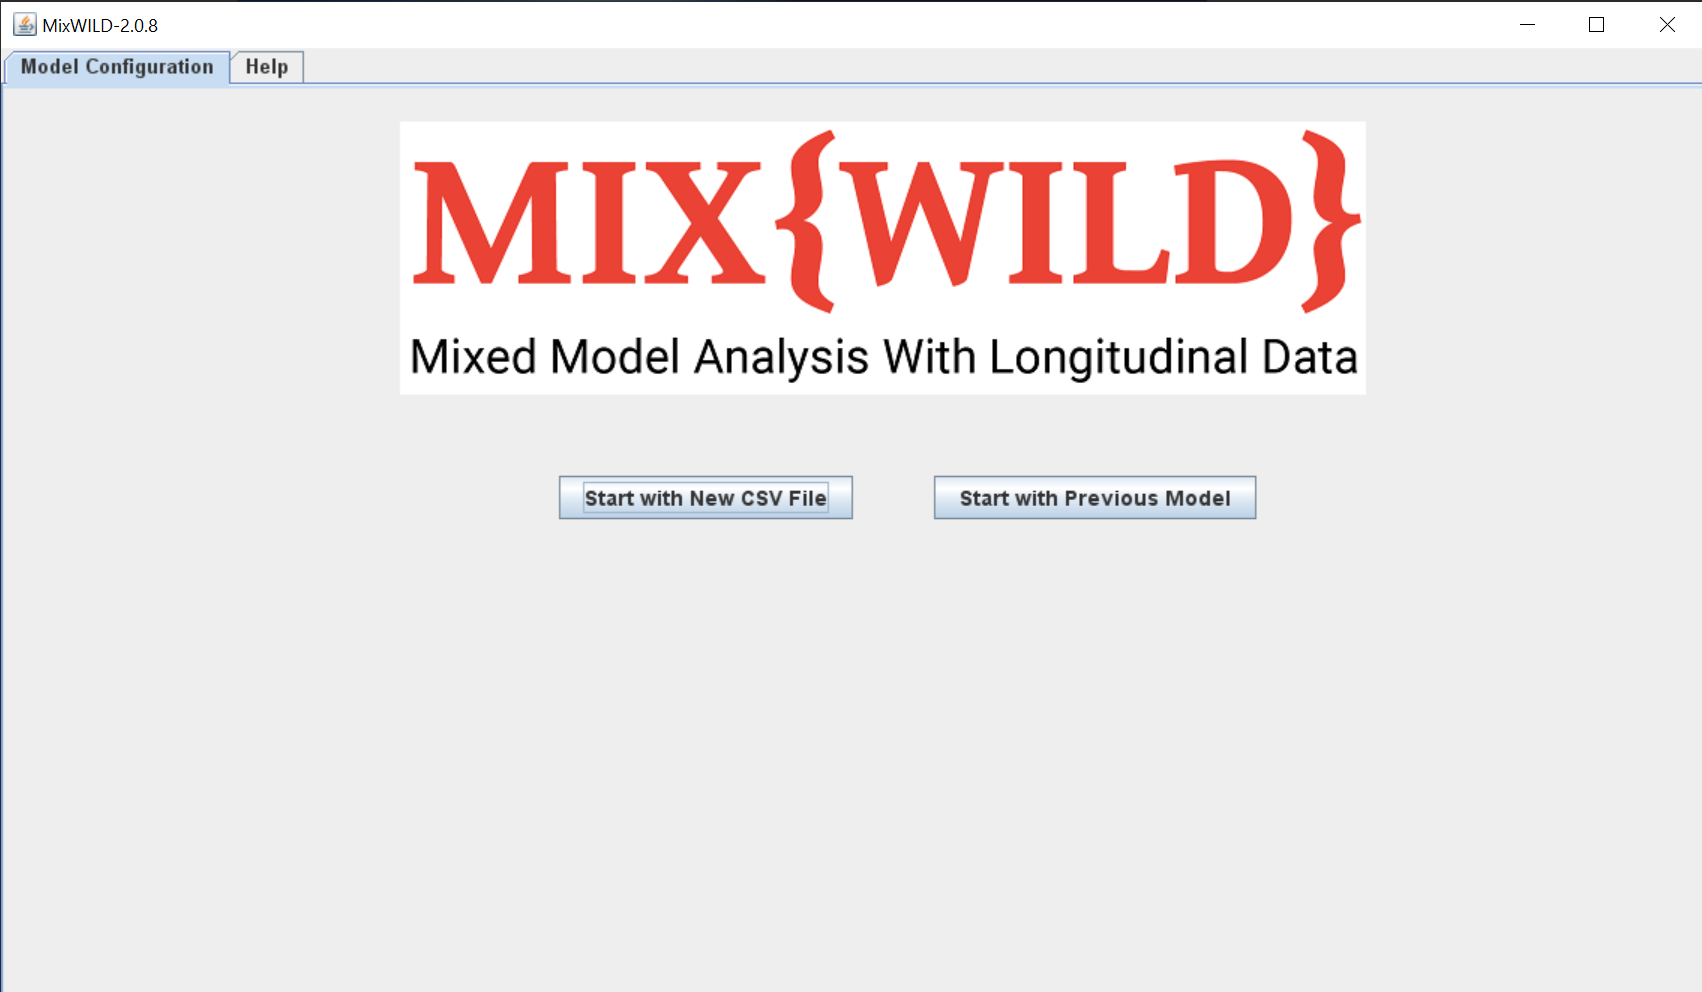 MixWILD-2.0.8
Model Configuration Help
MIX{WILD}
Mixed Model Analysis With Longitudinal Data
Start with New CSV File Start with Previous Model